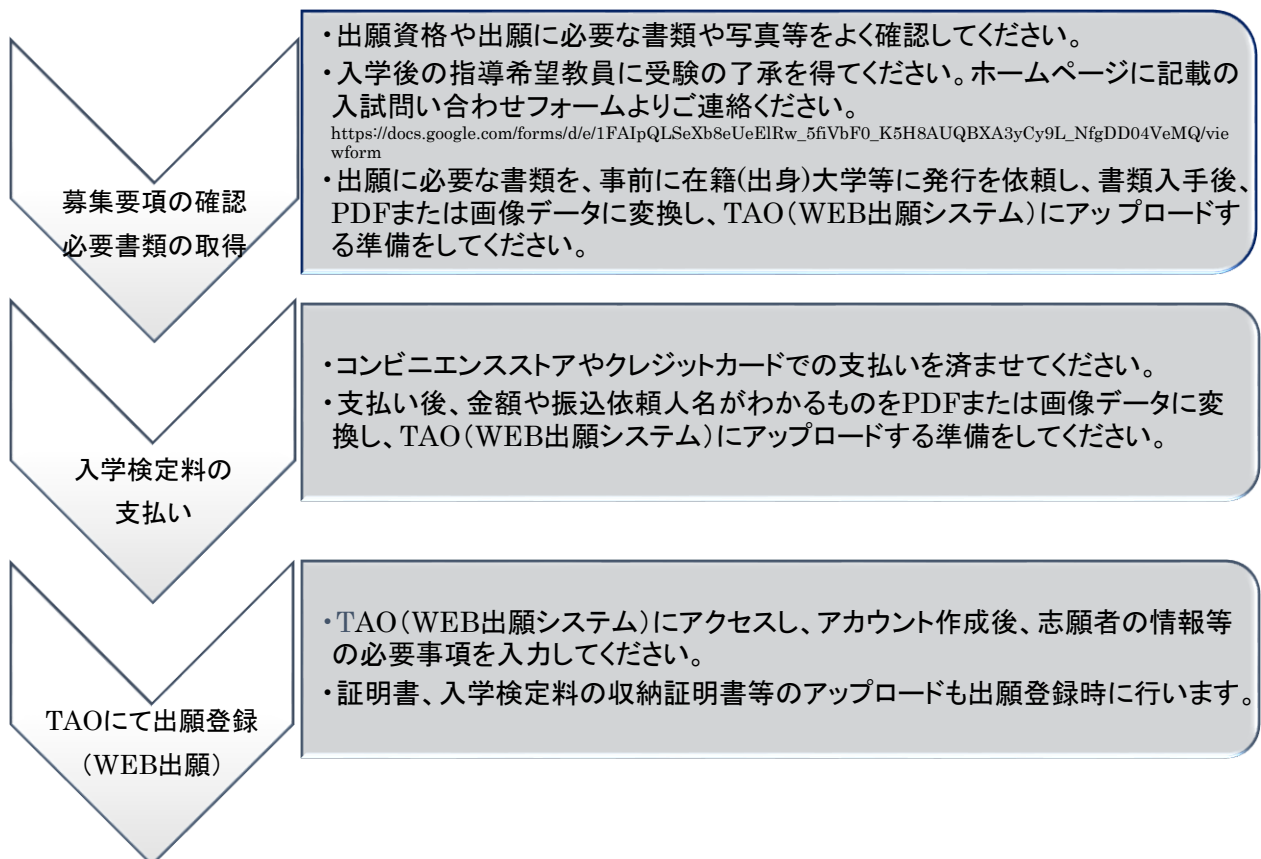 ・出願資格や出願に必要な書類や写真等をよく確認してください。
・入学後の指導希望教員に受験の了承を得てください。ホームページに記載の
入試問い合わせフォームよりご連絡ください。
https://docs.google.com/forms/d/e/1FAIpQLSeXb8eUeElRw_5fiVbF0_K5H8AUQBXA3yCy9L_NfgDD04VeMQ/vie
wform
・出願に必要な書類を、事前に在籍(出身)大学等に発行を依頼し、書類入手後、
PDFまたは画像データに変換し、TAO(WEB出願システム)にアッ プロードす
る準備をしてください。
募集要項の確認
必要書類の取得
・コンビニエンスストアやクレジットカードでの支払いを済ませてください。
・支払い後、金額や振込依頼人名がわかるものをPDFまたは画像データに変
換し、TAO(WEB出願システム)にアップロードする準備をしてください。
入学検定料の
支払い
・TAO(WEB出願システム)にアクセスし、アカウント作成後、志願者の情報等
の必要事項を入力してください。
・証明書、入学検定料の収納証明書等のアップロードも出願登録時に行います。
TAOにて出願登録
(WEB出願)